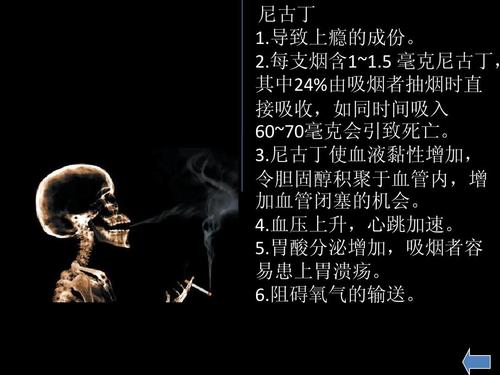 尼古丁
1.导致上瘾的成份。
2.每支烟含1~1.5 毫克尼古丁，
其中24%由吸烟者抽烟时直
接吸收，如同时间吸入
60~70毫克会引致死亡。
3.尼古丁使血液黏性增加，
令胆固醇积聚于血管内，增
加血管闭塞的机会。
4.血压上升，心跳加速。
5.胃酸分泌增加，吸烟者容
易患上胃溃疡。
6.阻碍氧气的输送。